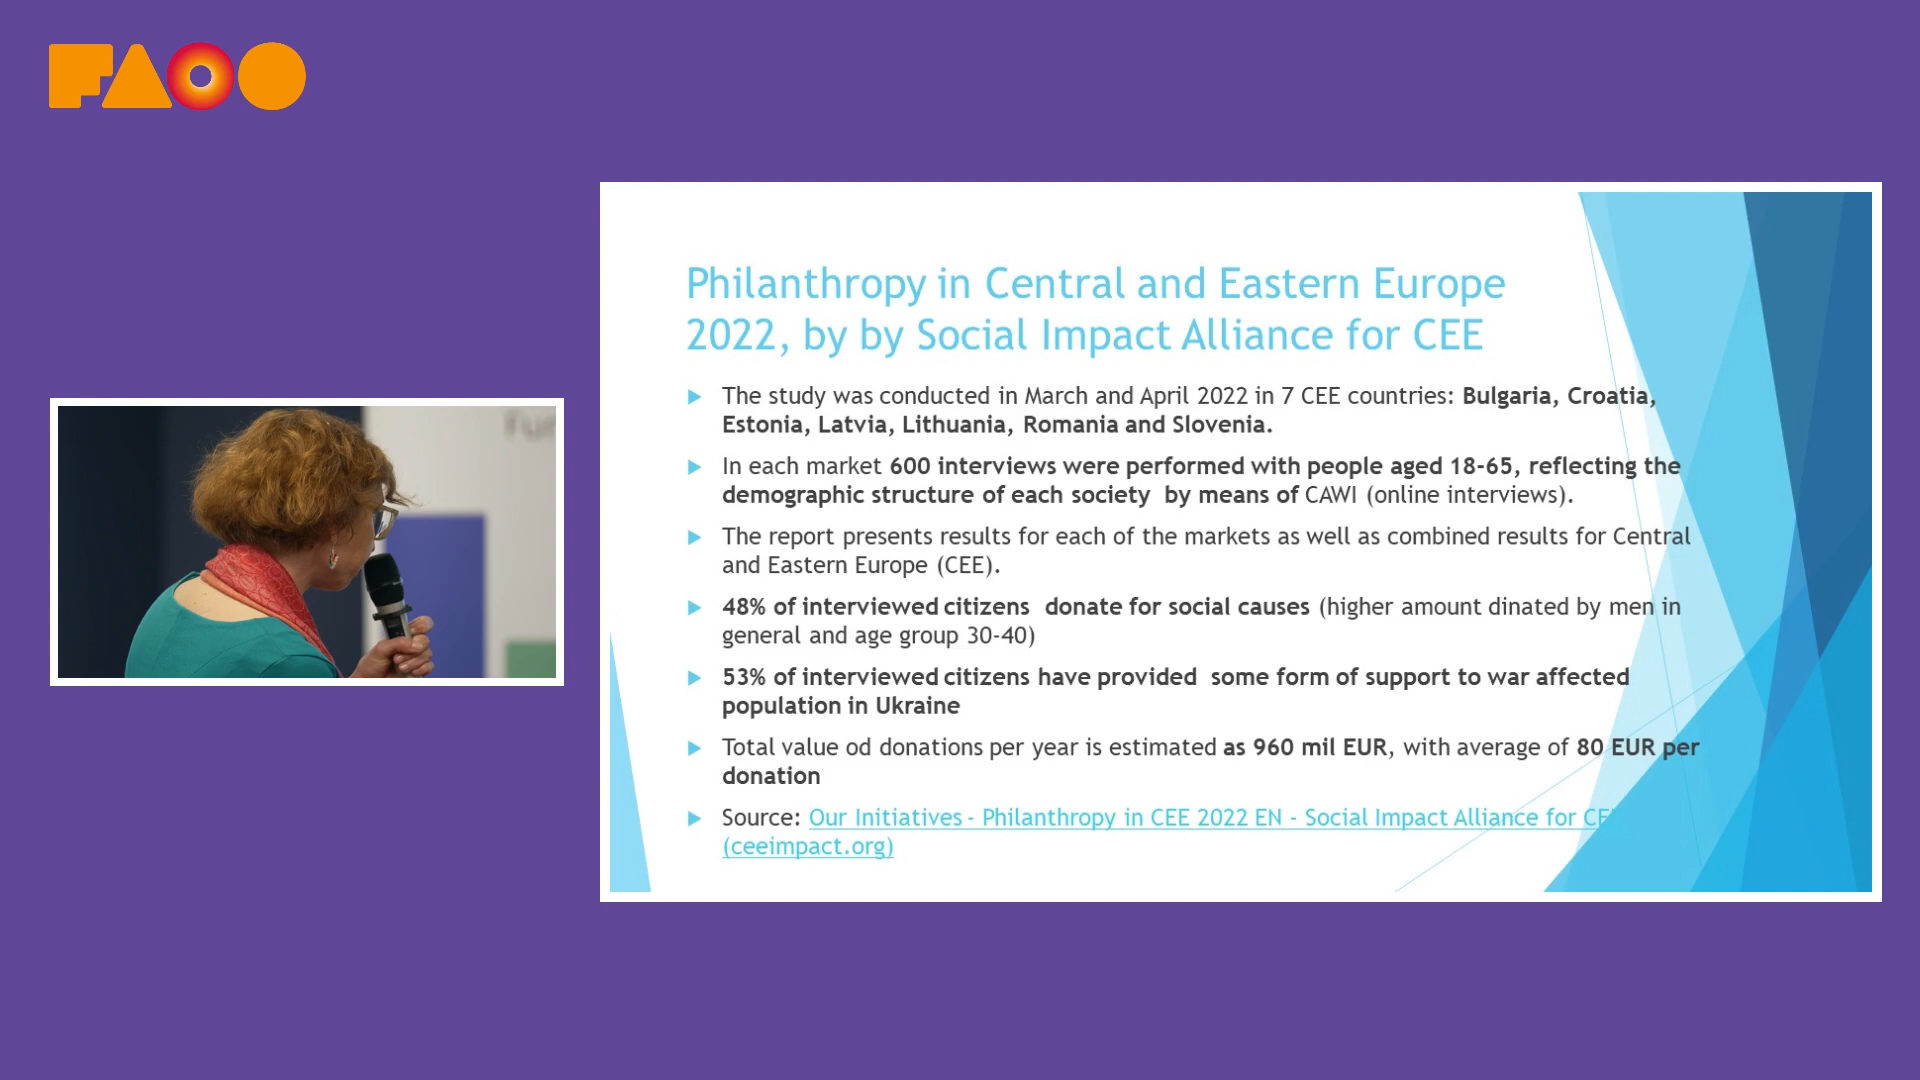 FAOO
Fur
Philanthropy in Central and Eastern Europe
2022, by by Social Impact Alliance for CEE
The study was conducted in March and April 2022 in 7 CEE countries: Bulgaria, Croatia,
Estonia, Latvia, Lithuania, Romania and Slovenia.
In each market 600 interviews were performed with people aged 18-65, reflecting the
demographic structure of each society by means of CAWI (online interviews).
The report presents results for each of the markets as well as combined results for Central
and Eastern Europe (CEE).
48% of interviewed citizens donate for social causes (higher amount dinated by men in
general and age group 30-40)
53% of interviewed citizens have provided some form of support to war affected
population in Ukraine
Total value od donations per year is estimated as 960 mil EUR, with average of 80 EUR per
donation
Source: Our Initiatives - Philanthropy in CEE 2022 EN - Social Impact Alliance for CE
(ceeimpact.org)